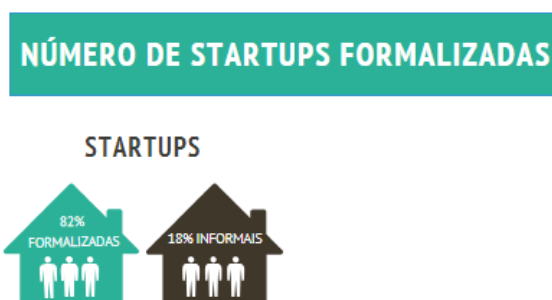 NÚMERO DE STARTUPS FORMALIZADAS
STARTUPS
82%
FORMALIZADAS
18% INFORMAIS